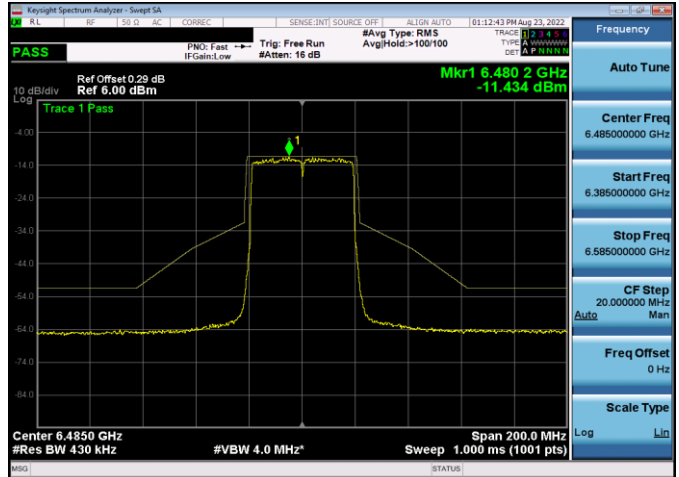 Keysight Spectrum Analyzer - Swept SA
RL RF 50 Ω AC CORREC SENSE:INT SOURCE OFF ALIGN AUTO 01:12:43 PM Aug 23, 2022
PASS
PNO: Fast
IFGain:Low
Trig: Free Run
#Atten: 16 dB
#Avg Type: RMS
Avg|Hold:>100/100
TRACE 1 2 3 4 5 6
TYPE A WWWWW
DET A P N N N N
Ref Offset 0.29 dB
10 dB/div Ref 6.00 dBm
Mkr1 6.480 2 GHz
-11.434 dBm
Log
Trace 1 Pass
1
-4.00
-14.0
-24.0
-34.0
-44.0
-54.0
-64.0
-74.0
-84.0
Center 6.4850 GHz
Span 200.0 MHz
#Res BW 430 kHz
#VBW 4.0 MHz*
Sweep 1.000 ms (1001 pts)
MSG
STATUS
Frequency
Auto Tune
Center Freq
6.485000000 GHz
Start Freq
6.385000000 GHz
Stop Freq
6.585000000 GHz
CF Step
20.000000 MHz
Auto Man
Freq Offset
0 Hz
Scale Type
Log Lin